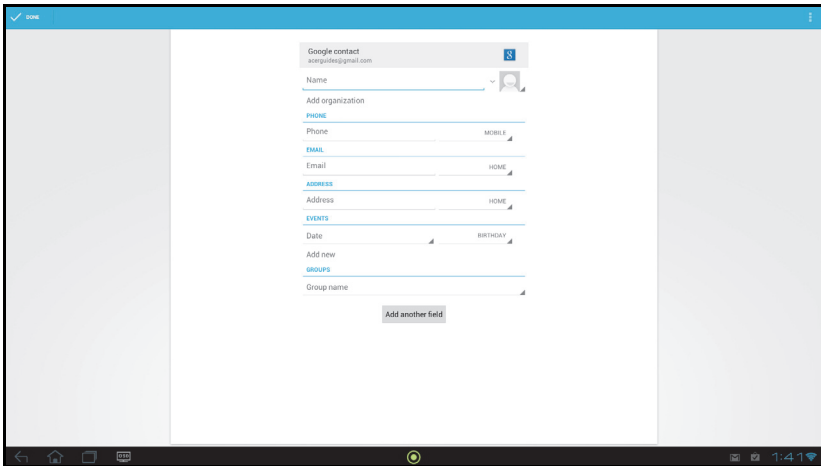 DONE
Google contact
8
acerguides@gmail.com
Name
Add organization
PHONE
Phone MOBILE
EMAIL
Email HOME
ADDRESS
Address HOME
EVENTS
Date BIRTHDAY
Add new
GROUPS
Group name
Add another field
1:41